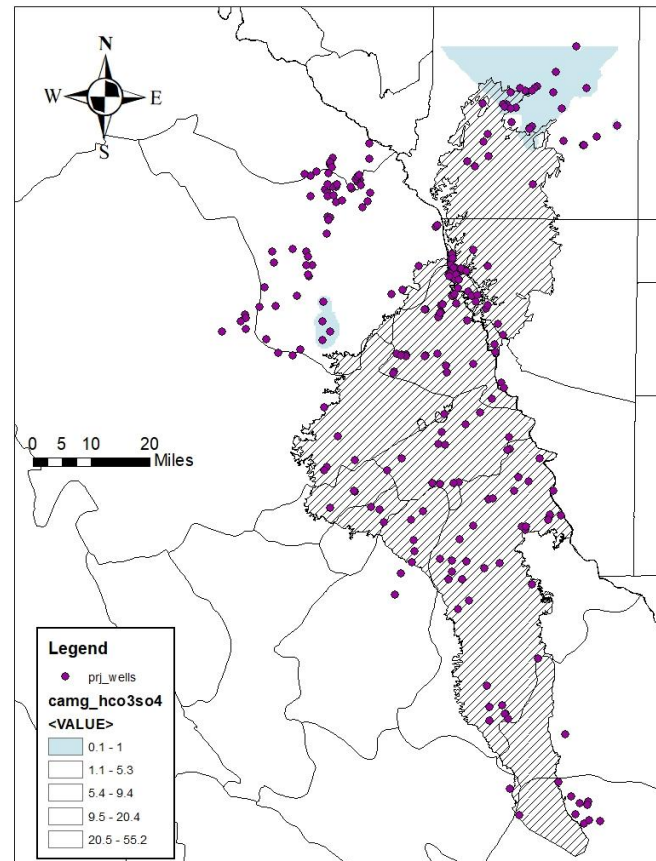 N
W
E
S
0 5 10 20
Miles
Legend
prj_wells
camg_hco3so4
<VALUE>
0.1 - 1
1.1 - 5.3
5.4 - 9.4
9.5 - 20.4
20.5 - 55.2